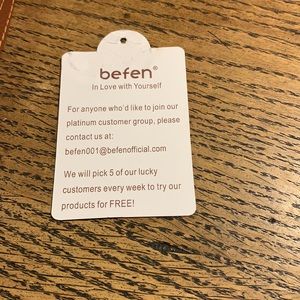 befen®
In Love with Yourself
For anyone who'd like to join our
platinum customer group, please
contact us at:
befen001@befenofficial.com
We will pick 5 of our lucky
customers every week to try our
products for FREE!